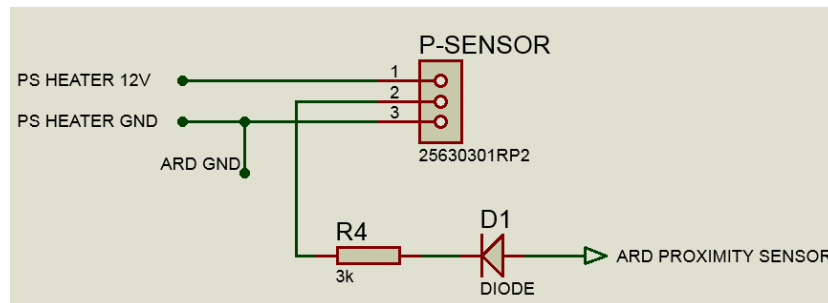 P-SENSOR
PS HEATER 12V
1
2
PS HEATER GND
3
25630301RP2
ARD GND
R4
D1
3k
ARD PROXIMITY SENSOR
DIODE